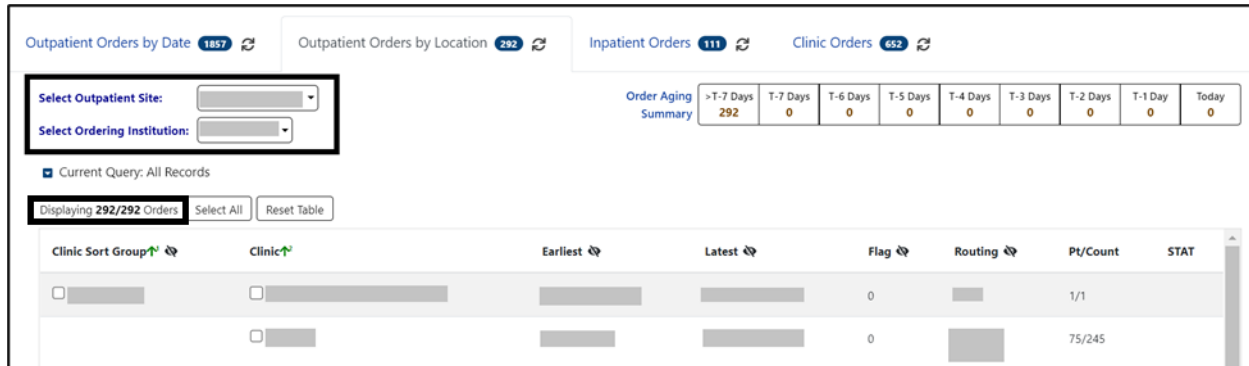 Outpatient Orders by Date 1857 Outpatient Orders by Location 292 Inpatient Orders 111 Clinic Orders 652
Select Outpatient Site:
Select Ordering Institution:
Order Aging Summary
>T-7 Days T-7 Days T-6 Days T-5 Days T-4 Days T-3 Days T-2 Days T-1 Day Today
292 0 0 0 0 0 0 0 0
Current Query: All Records
Displaying 292/292 Orders Select All Reset Table
Clinic Sort Group↑1 Clinic↑2 Earliest Latest Flag Routing Pt/Count STAT
0 1/1
0 75/245